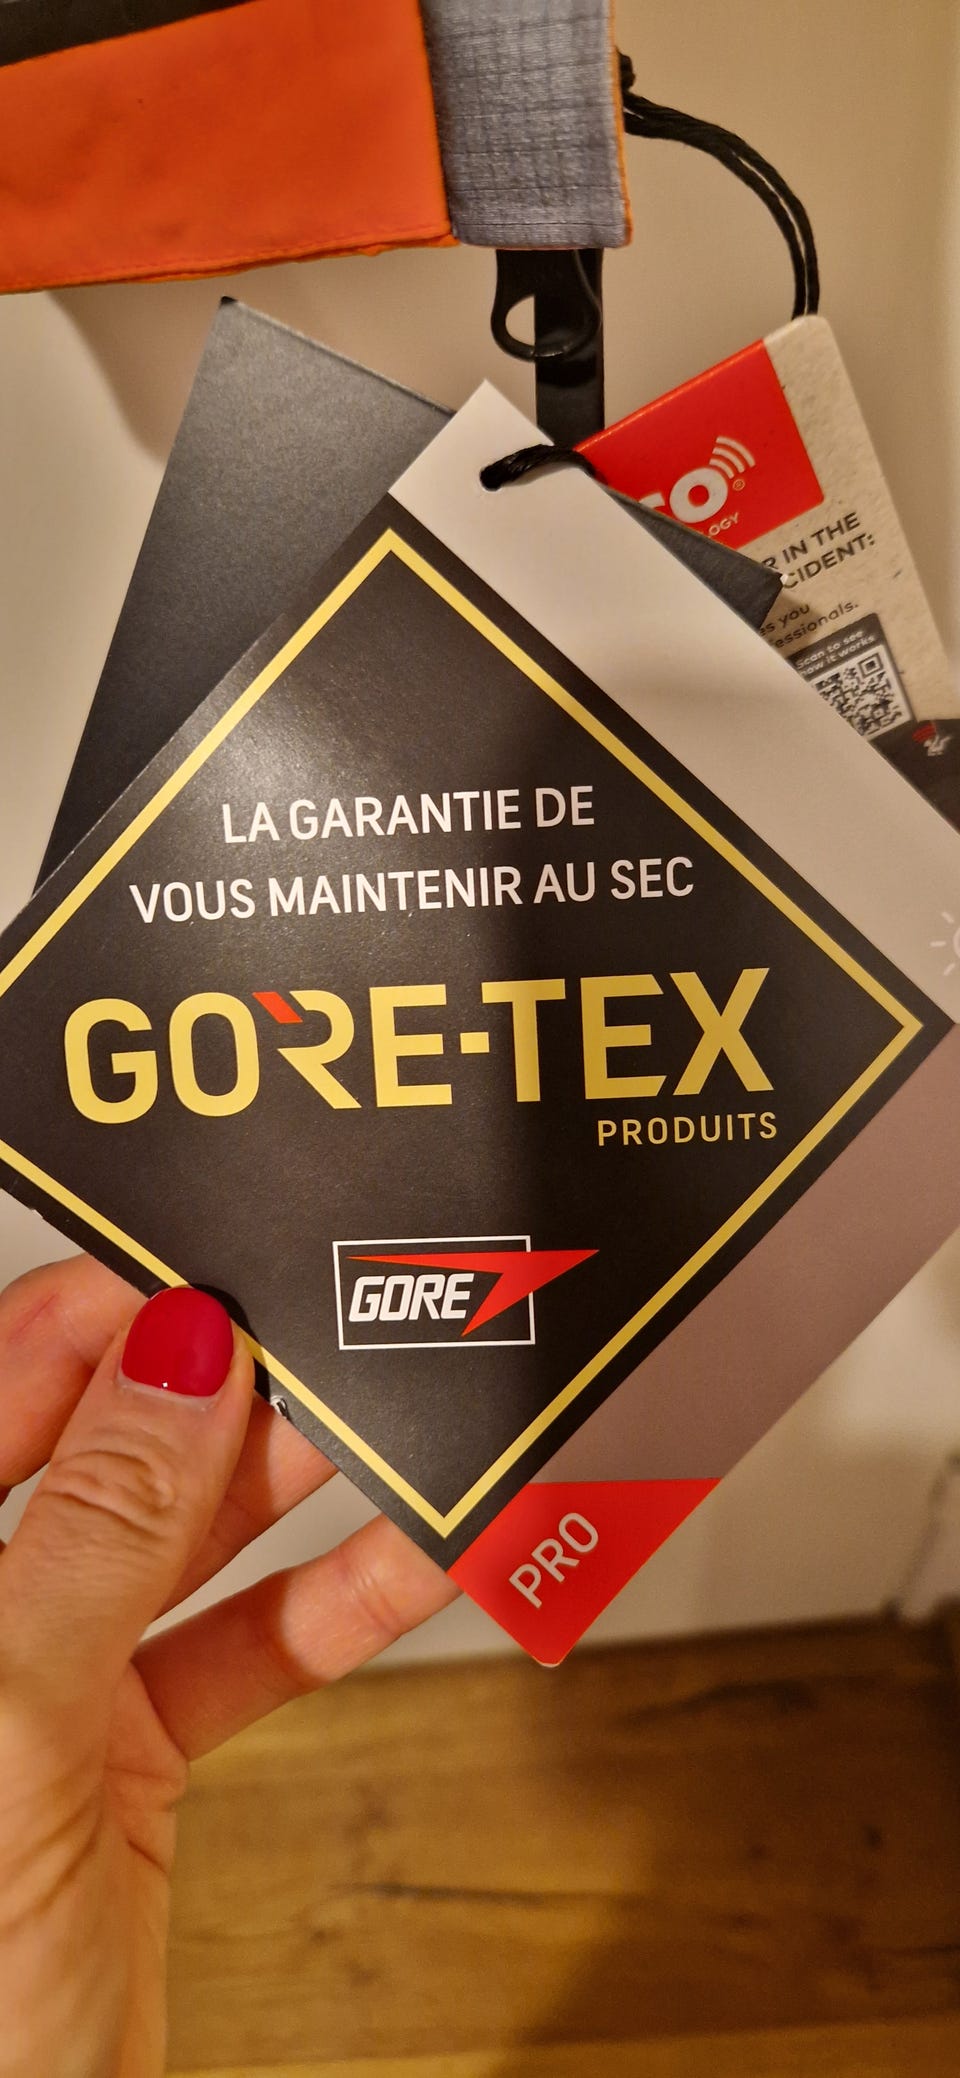 LA GARANTIE DE
VOUS MAINTENIR AU SEC
GORE-TEX
PRODUITS
GORE
PRO
IN THE
you
Scan to see
how it works